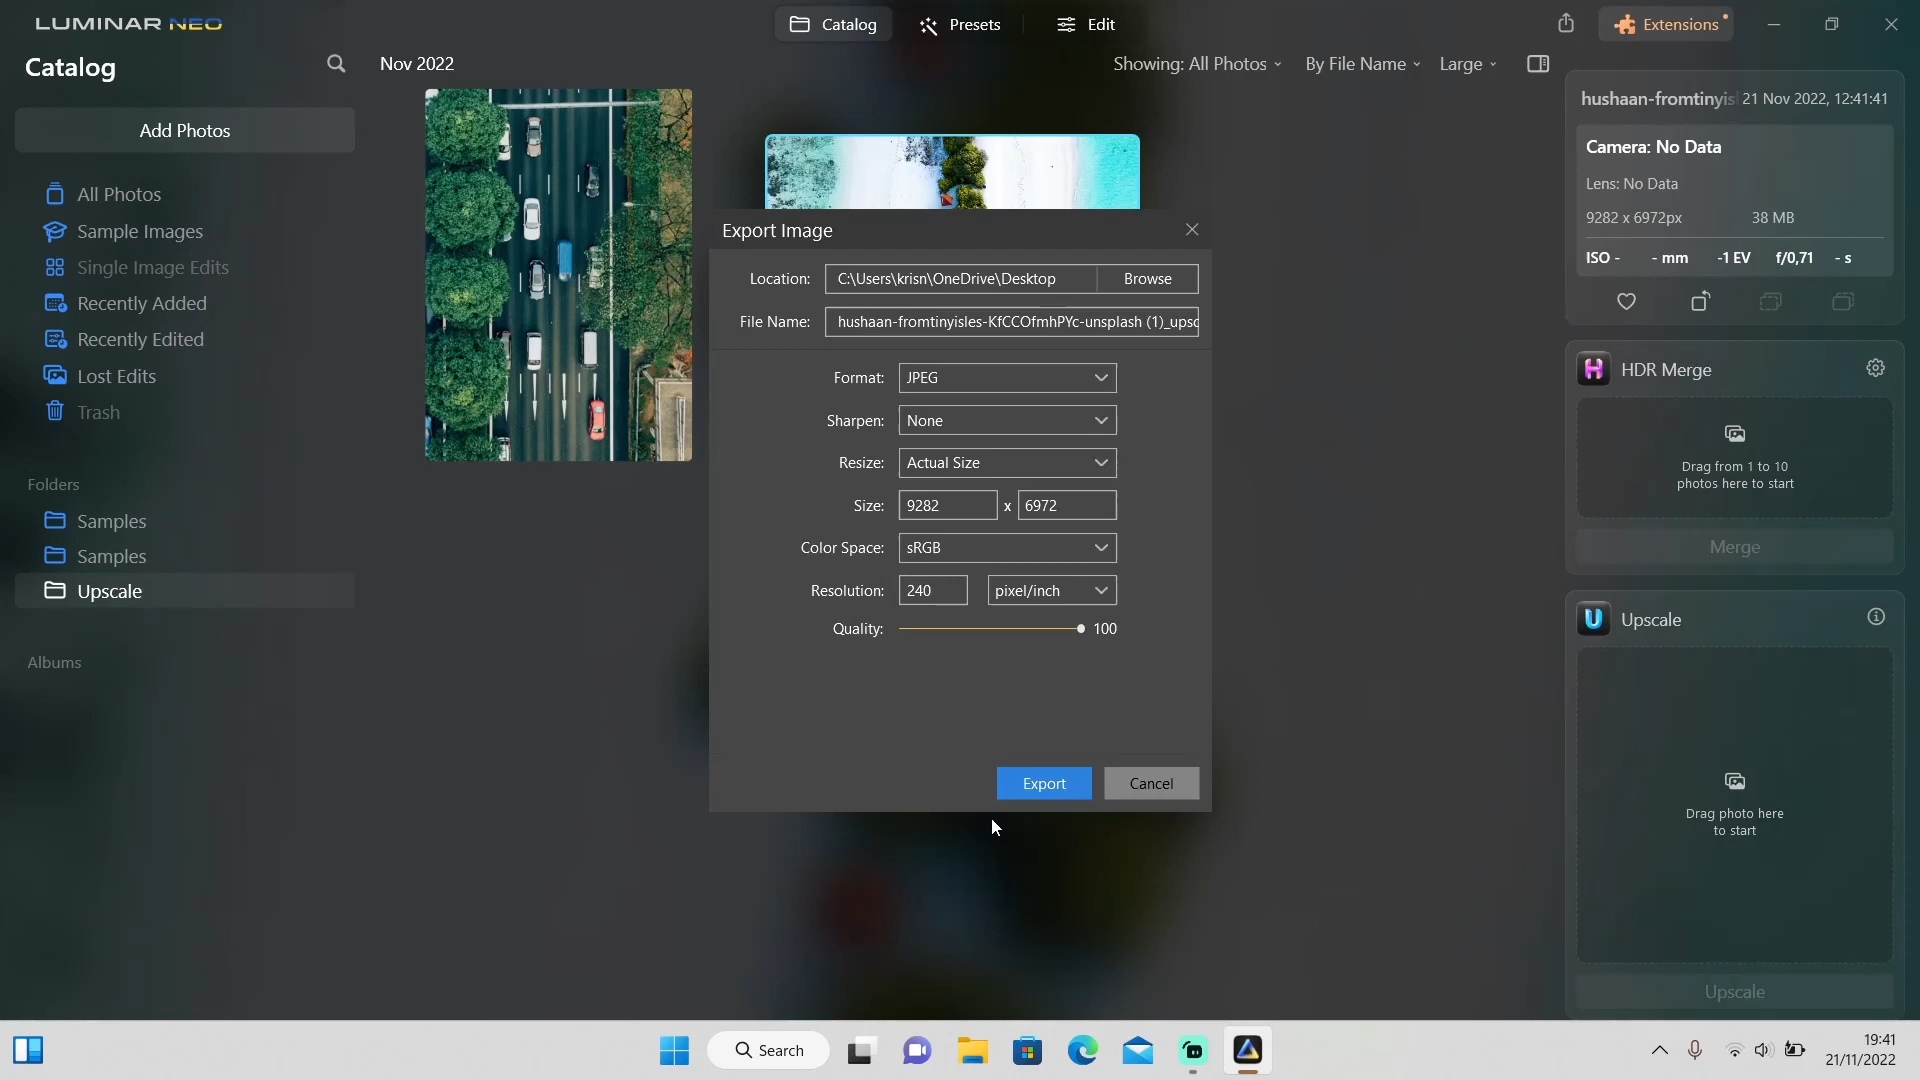 LUMINAR NEO
Catalog
Presets
Edit
Extensions
Catalog
Nov 2022
Showing: All Photos
By File Name
Large
Add Photos
All Photos
Sample Images
Single Image Edits
Recently Added
Recently Edited
Lost Edits
Trash
Folders
Samples
Samples
Upscale
Albums
Export Image
Location:
C:\Users\krisn\OneDrive\Desktop
Browse
File Name:
hushaan-fromtinyisles-KfCCOfmhPYc-unsplash (1)_upsc
Format:
JPEG
Sharpen:
None
Resize:
Actual Size
Size:
9282
x
6972
Color Space:
sRGB
Resolution:
240
pixel/inch
Quality:
100
Export
Cancel
hushaan-fromtinyis
21 Nov 2022, 12:41:41
Camera: No Data
Lens: No Data
9282 x 6972px
38 MB
ISO -
- mm
-1 EV
f/0,71
- s
HDR Merge
Drag from 1 to 10
photos here to start
Merge
Upscale
Drag photo here
to start
Upscale
Search
19:41
21/11/2022